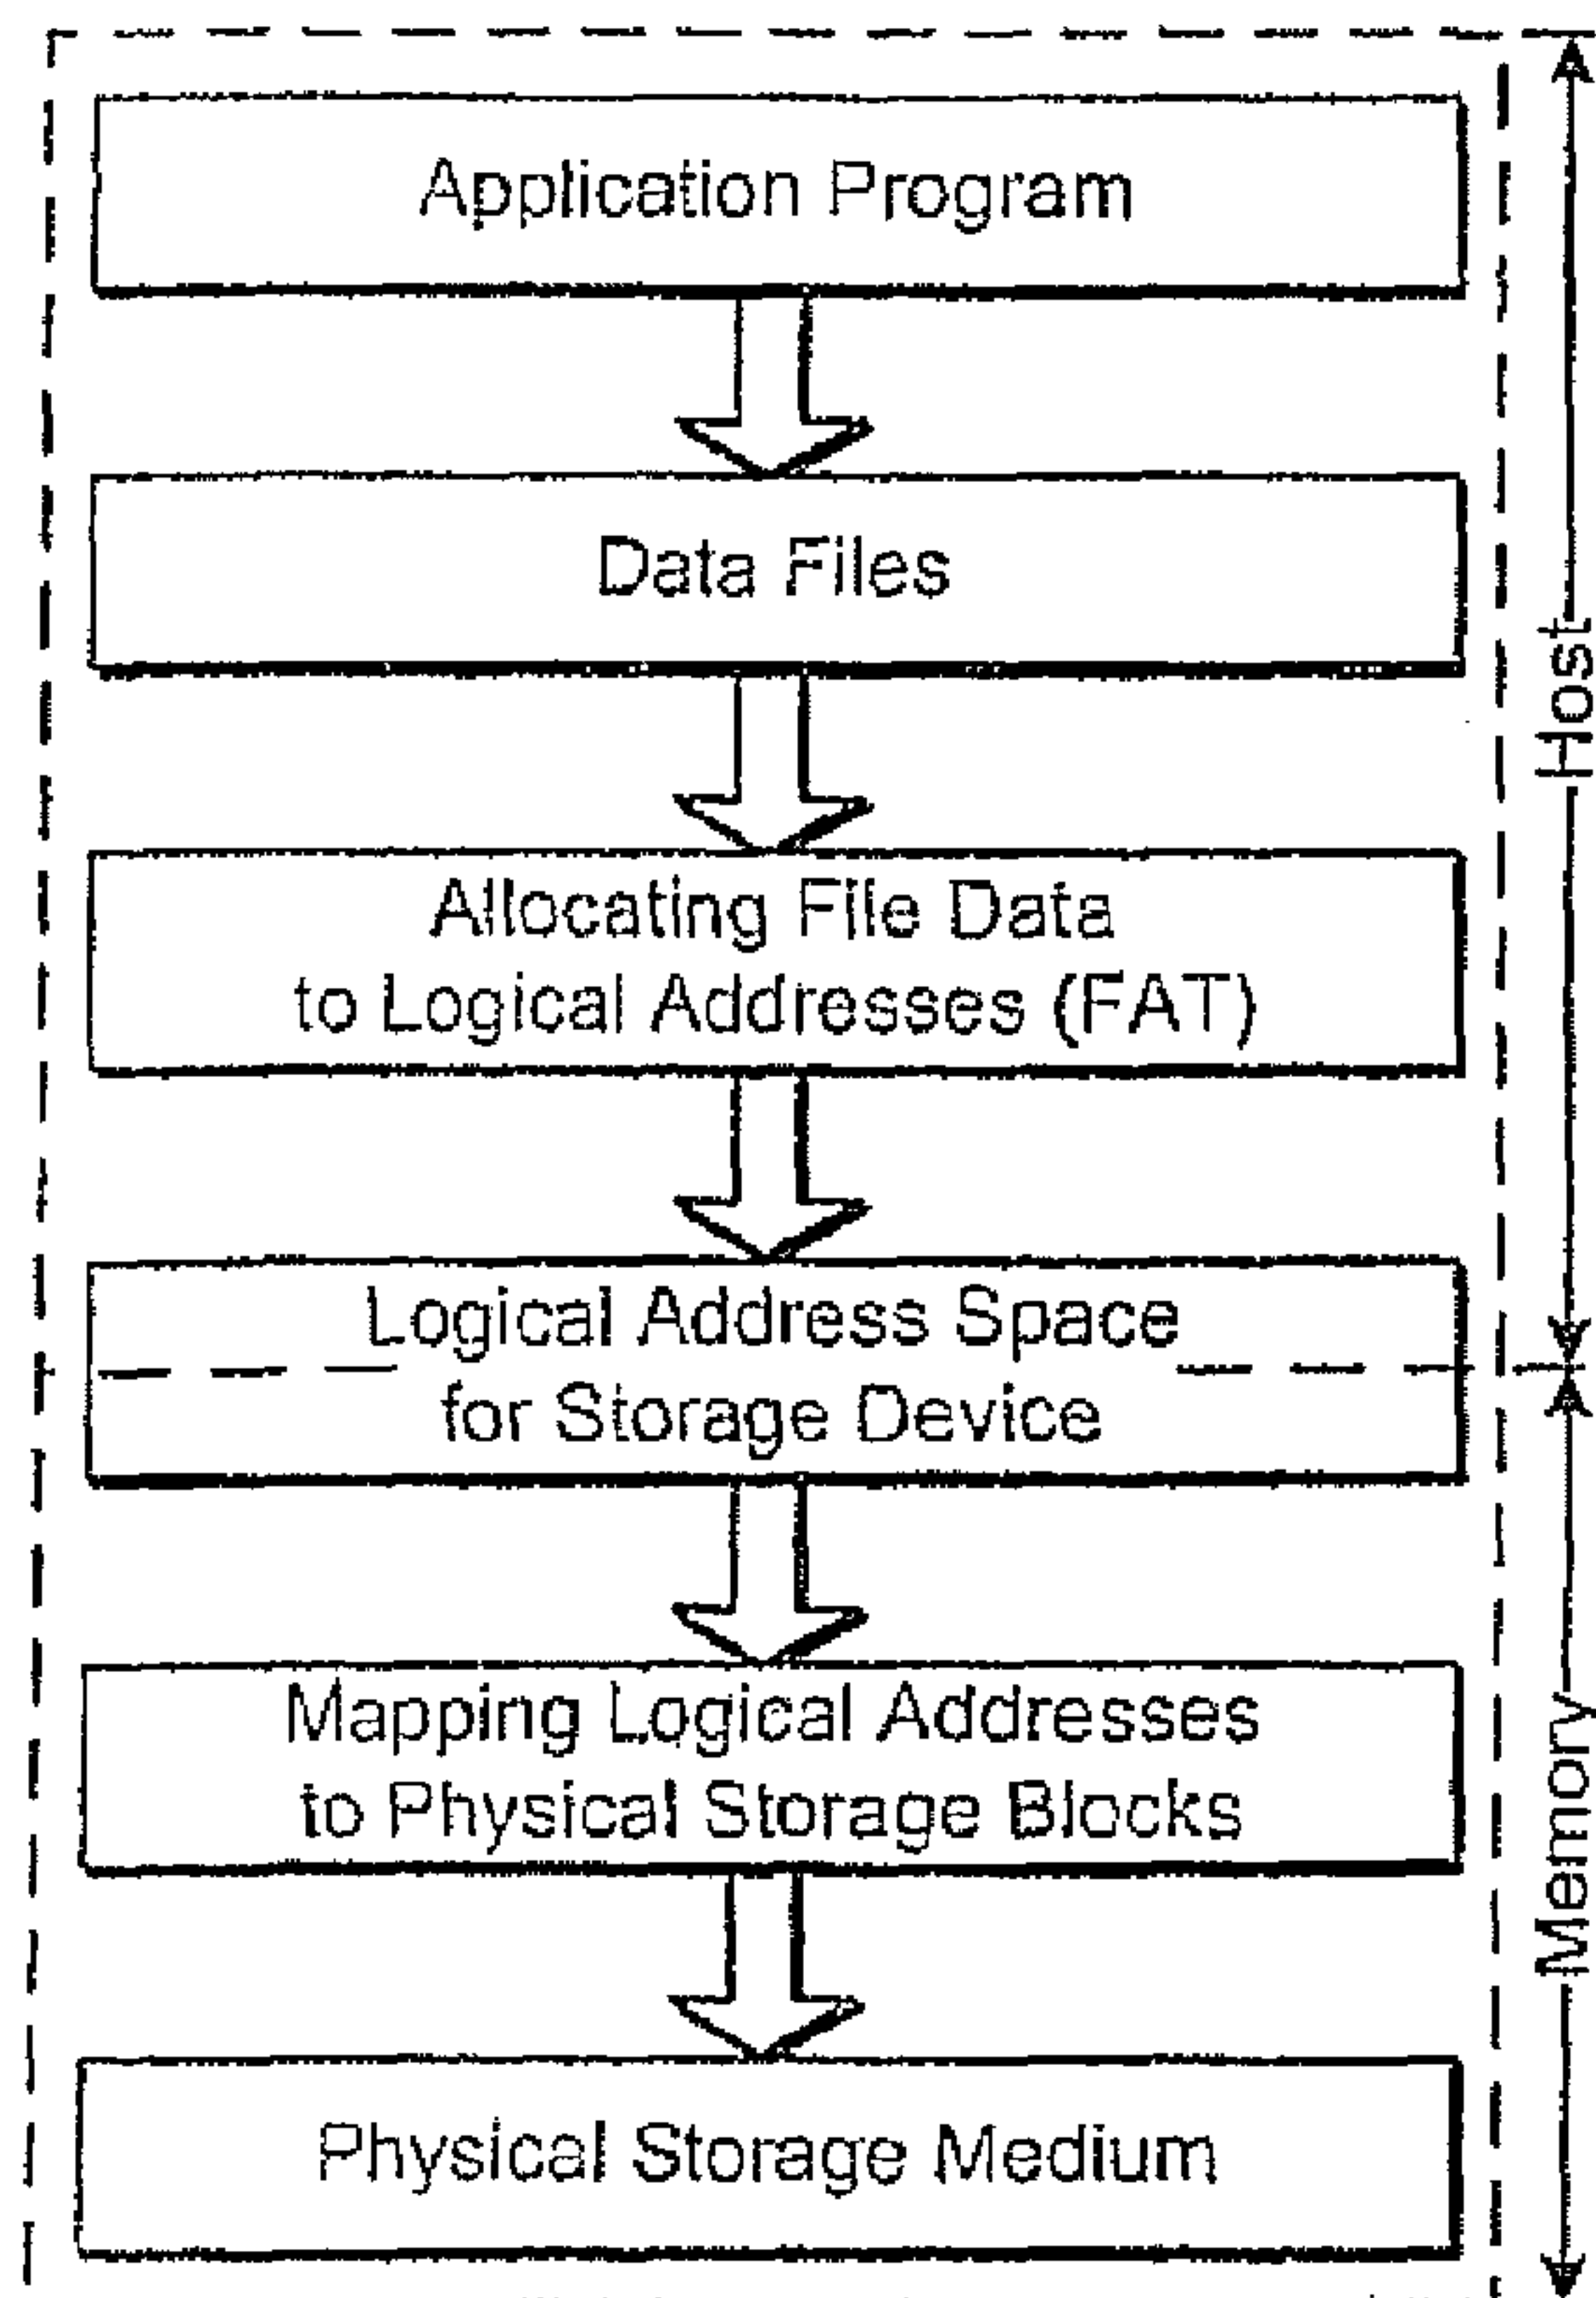 Application Program
Data Files
Allocating File Data
to Logical Addresses (FAT)
Logical Address Space
for Storage Device
Mapping Logical Addresses
to Physical Storage Blocks
Physical Storage Medium
Host
Memory